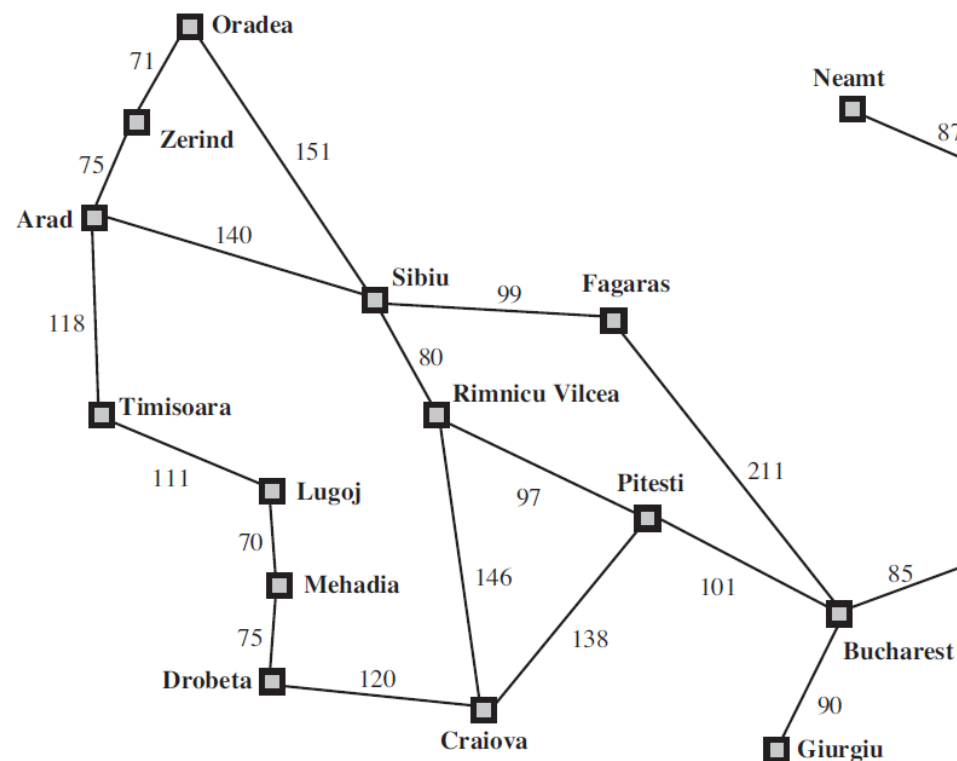 Oradea
71
Neamt
87
Zerind
151
75
Arad
140
Sibiu
Fagaras
99
118
80
Timisoara
Rimnicu Vilcea
211
111
Lugoj
97
Pitesti
70
Mehadia
146
101
85
75
138
Bucharest
Drobeta
120
90
Craiova
Giurgiu